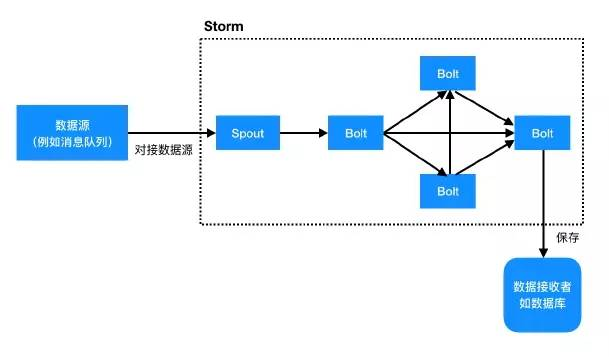 Storm
Bolt
数据源
（例如消息队列）
对接数据源
Spout
Bolt
Bolt
Bolt
保存
数据接收者
如数据库